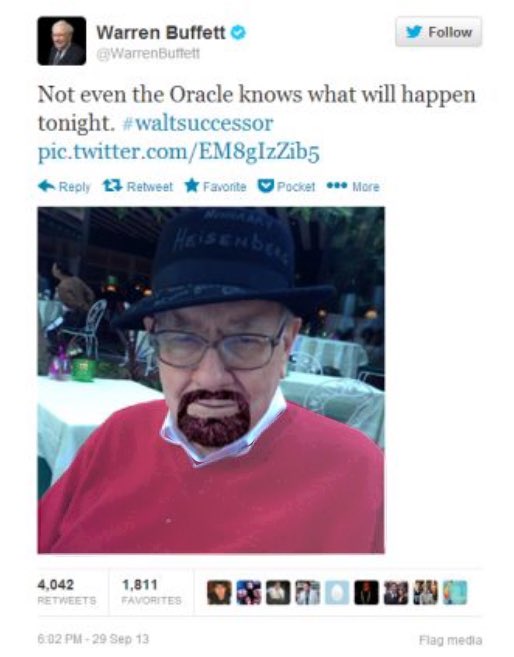 Warren Buffett
@WarrenBuffett
Follow
Not even the Oracle knows what will happen
tonight. #waltsuccessor
pic.twitter.com/EM8gIzZib5
Reply Retweet Favorite Pocket More
HEISENBERG
4,042 1,811
RETWEETS FAVORITES
6:02 PM - 29 Sep 13 Flag media